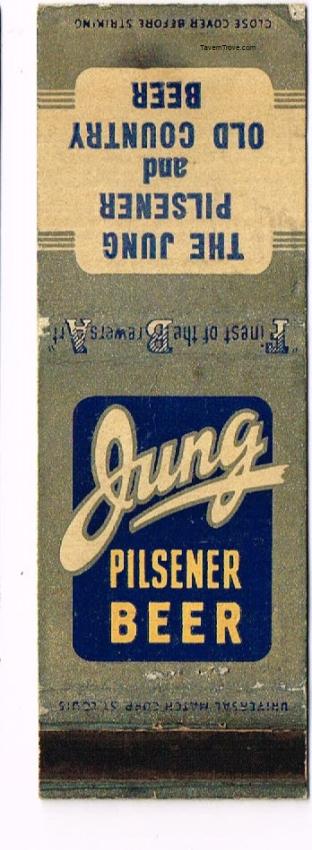 CLOSE COVER BEFORE STRIKING
TavernTrove.com
THE JUNG
PILSENER
and
OLD COUNTRY
BEER
"Finest of the Brewers Art"
Jung
PILSENER
BEER
UNIVERSAL MATCH CORP. ST. LOUIS